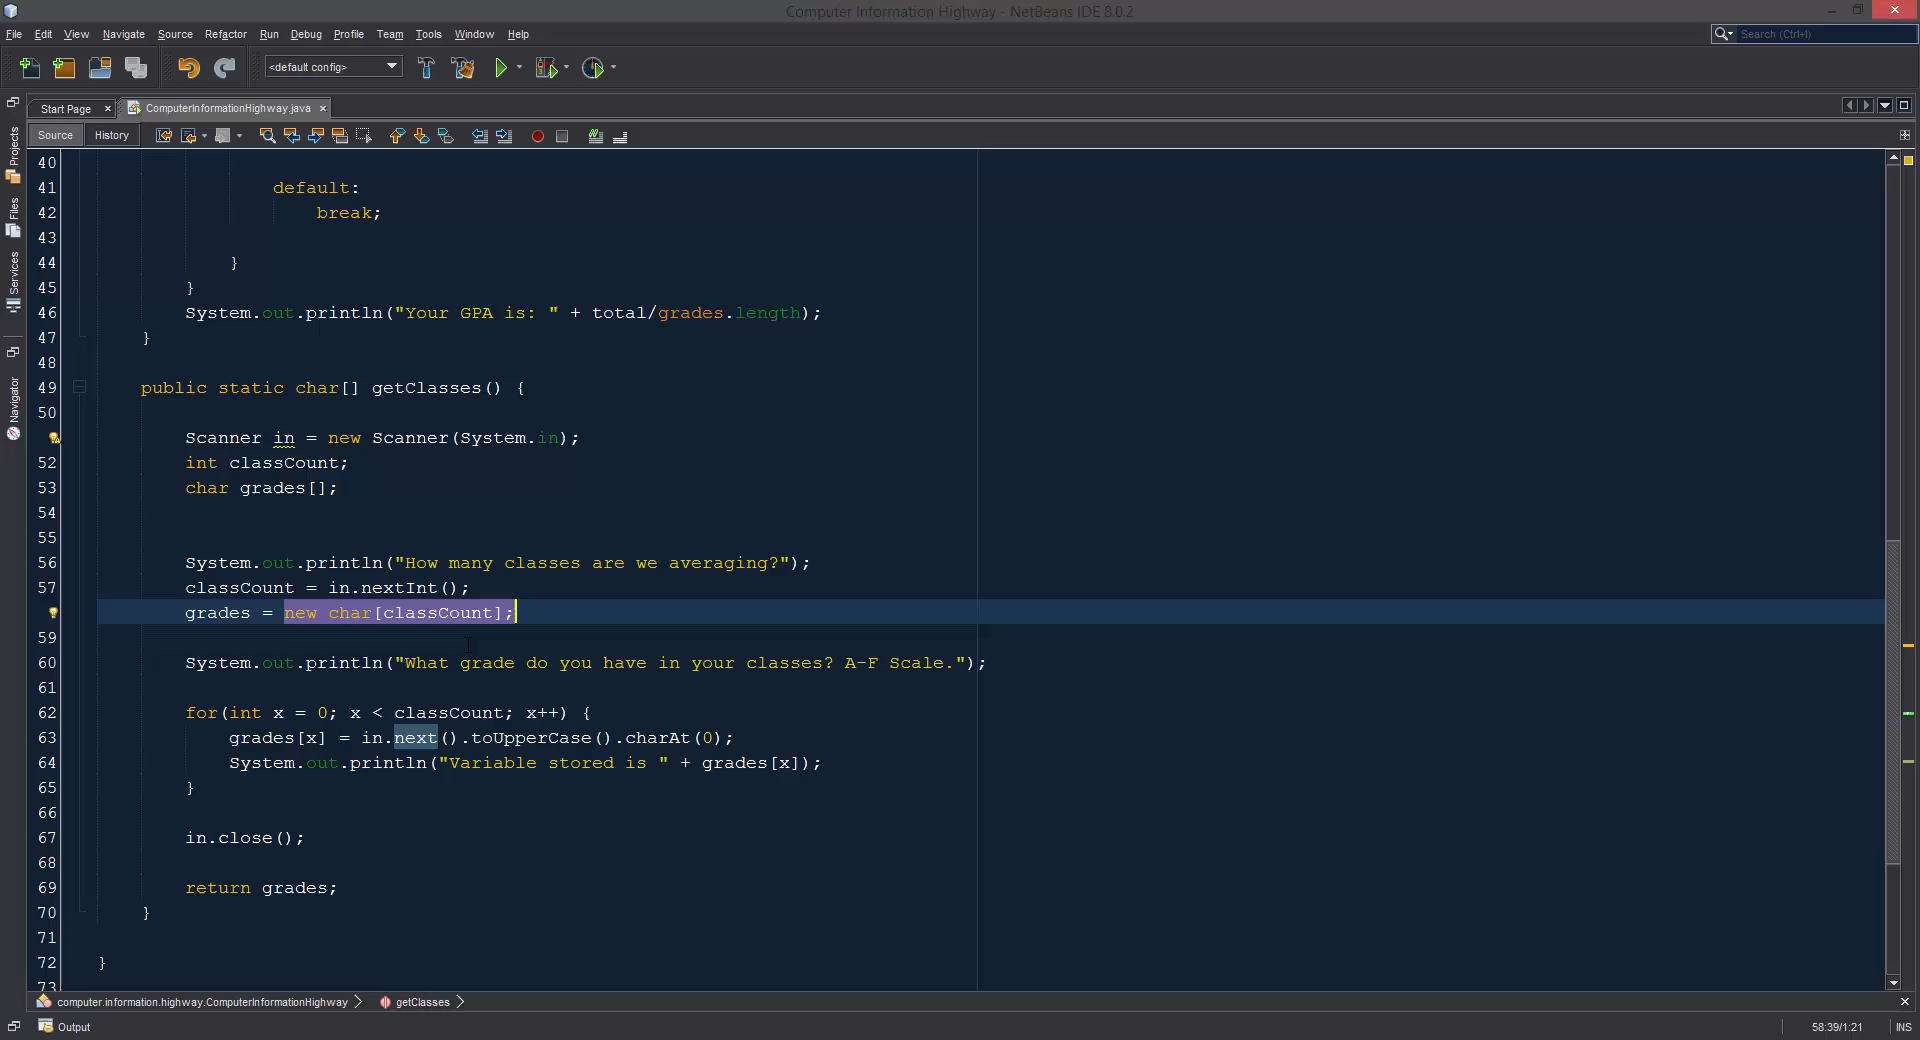 Computer Information Highway - NetBeans IDE 8.0.2
File Edit View Navigate Source Refactor Run Debug Profile Team Tools Window Help
Search (Ctrl+I)
<default config>
Start Page ComputerInformationHighway.java
Source History
Projects
Files
Services
Navigator
40
41 default:
42 break;
43
44 }
45 }
46 System.out.println("Your GPA is: " + total/grades.length);
47 }
48
49 public static char[] getClasses() {
50
Scanner in = new Scanner(System.in);
52 int classCount;
53 char grades[];
54
55
56 System.out.println("How many classes are we averaging?");
57 classCount = in.nextInt();
grades = new char[classCount];
59
60 System.out.println("What grade do you have in your classes? A-F Scale.");
61
62 for(int x = 0; x < classCount; x++) {
63 grades[x] = in.next().toUpperCase().charAt(0);
64 System.out.println("Variable stored is " + grades[x]);
65 }
66
67 in.close();
68
69 return grades;
70 }
71
72 }
73
computer.information.highway.ComputerInformationHighway getClasses
Output
58:39/1:21 INS